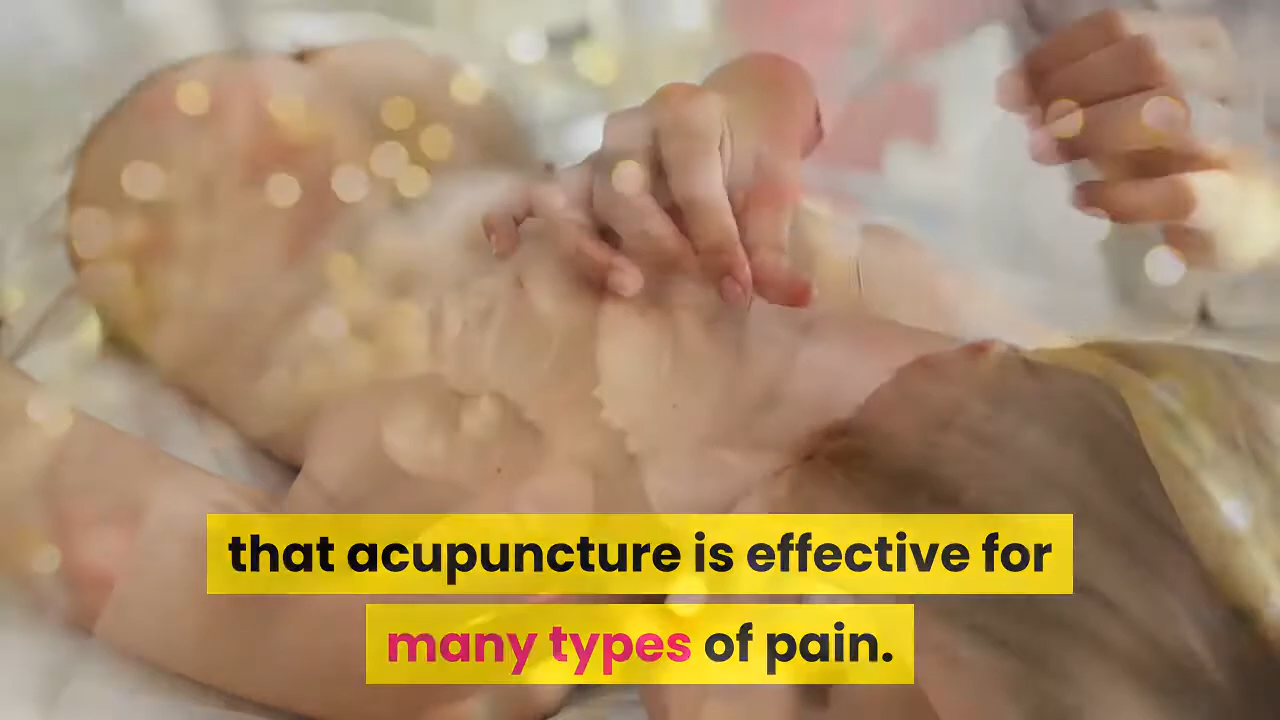 that acupuncture is effective for
many types of pain.